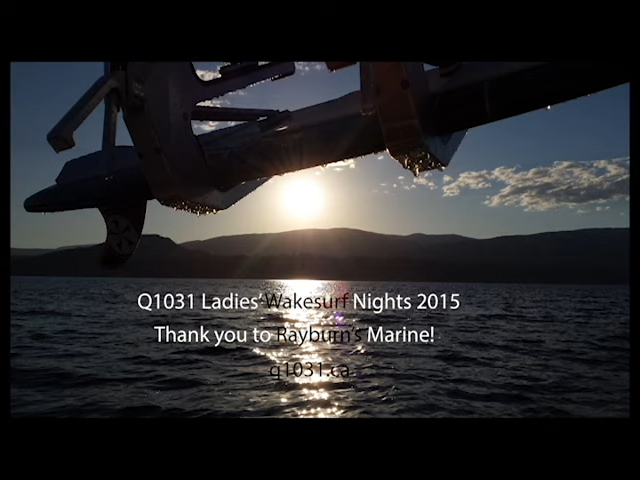 Q1031 Ladies' Wakesurf Nights 2015
Thank you to Rayburn's Marine!
q1031.ca